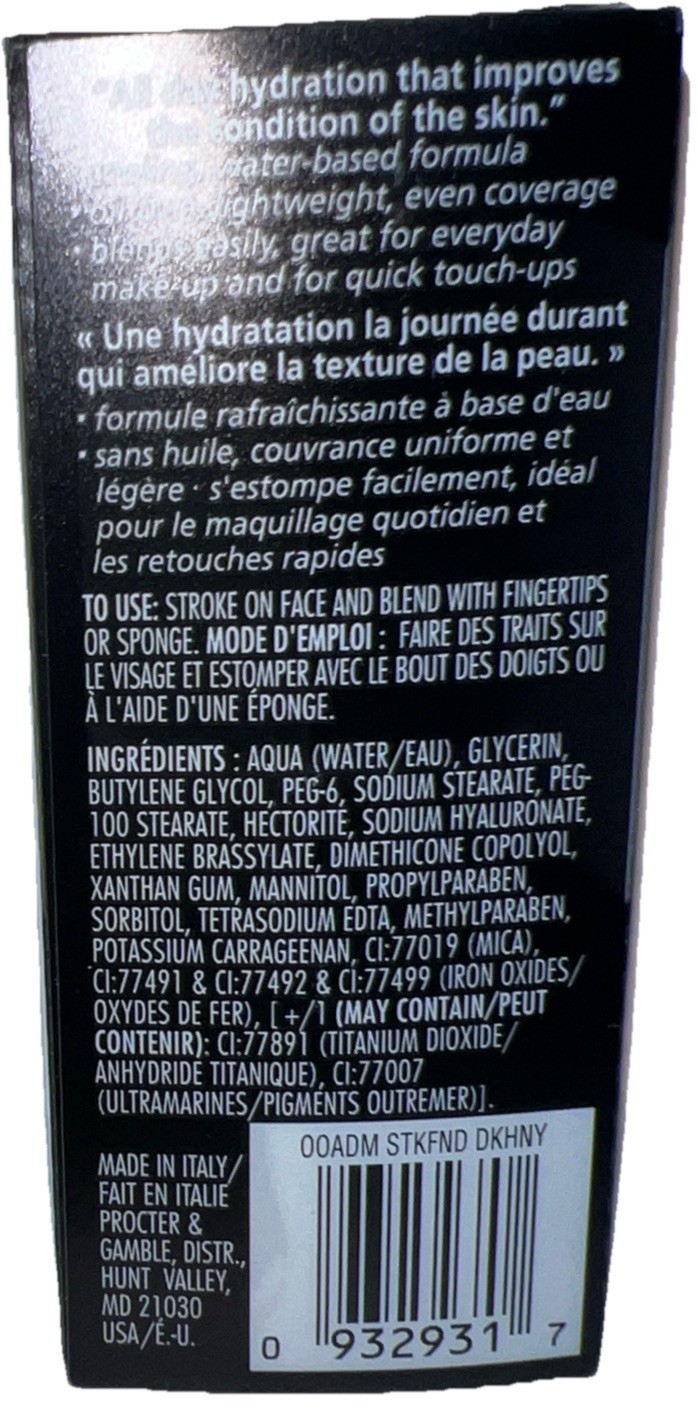 "All day hydration that improves
the condition of the skin."
water-based formula
lightweight, even coverage
• blends easily, great for everyday
make-up and for quick touch-ups
« Une hydratation la journée durant
qui améliore la texture de la peau. »
• formule rafraîchissante à base d'eau
• sans huile, couvrance uniforme et
légère • s'estompe facilement, idéal
pour le maquillage quotidien et
les retouches rapides
TO USE: STROKE ON FACE AND BLEND WITH FINGERTIPS
OR SPONGE. MODE D'EMPLOI : FAIRE DES TRAITS SUR
LE VISAGE ET ESTOMPER AVEC LE BOUT DES DOIGTS OU
À L'AIDE D'UNE ÉPONGE.
INGRÉDIENTS : AQUA (WATER/EAU), GLYCERIN,
BUTYLENE GLYCOL, PEG-6, SODIUM STEARATE, PEG-
100 STEARATE, HECTORITE, SODIUM HYALURONATE,
ETHYLENE BRASSYLATE, DIMETHICONE COPOLYOL,
XANTHAN GUM, MANNITOL, PROPYLPARABEN,
SORBITOL, TETRASODIUM EDTA, METHYLPARABEN,
POTASSIUM CARRAGEENAN, CI:77019 (MICA),
CI:77491 & CI:77492 & CI:77499 (IRON OXIDES/
OXYDES DE FER), [ +/1 (MAY CONTAIN/PEUT
CONTENIR): CI:77891 (TITANIUM DIOXIDE/
ANHYDRIDE TITANIQUE), CI:77007
(ULTRAMARINES/PIGMENTS OUTREMER)].
OOADM STKFND DKHNY
MADE IN ITALY/
FAIT EN ITALIE
PROCTER &
GAMBLE, DISTR.,
HUNT VALLEY,
MD 21030
USA/É.-U.
0 932931 7